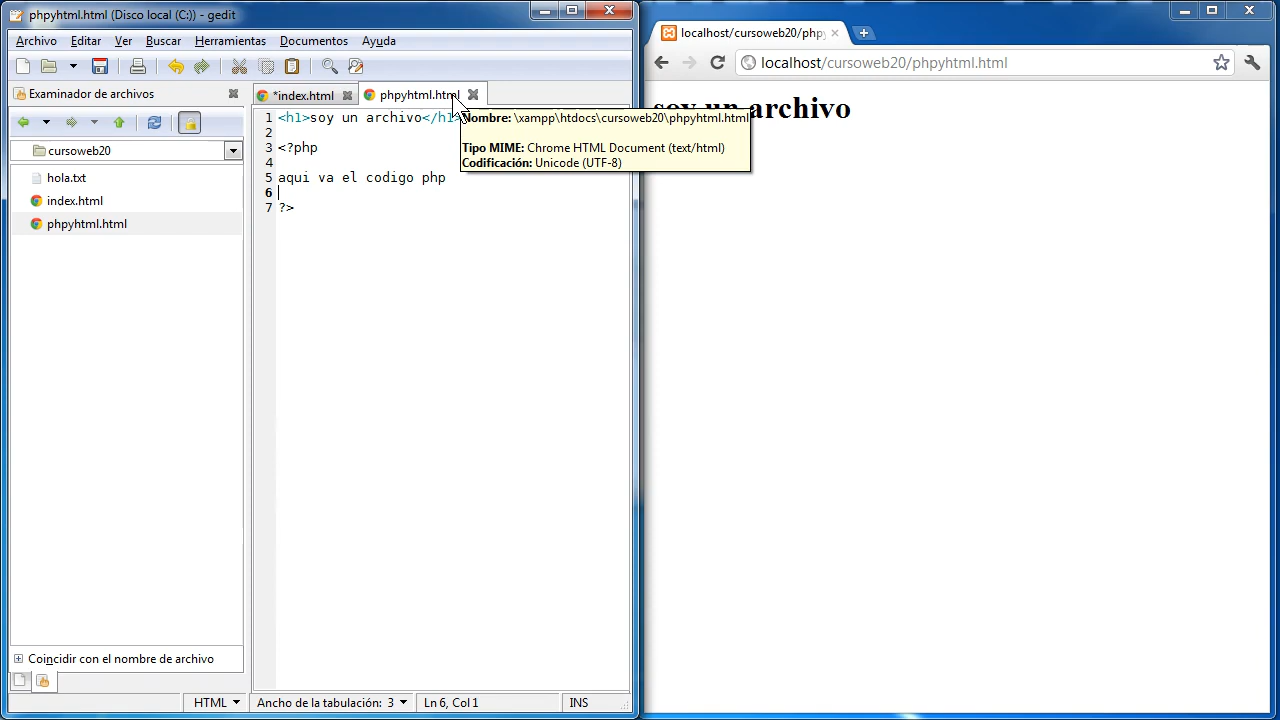 phpyhtml.html (Disco local (C:)) - gedit
Archivo Editar Ver Buscar Herramientas Documentos Ayuda
Examinador de archivos
cursoweb20
hola.txt
index.html
phpyhtml.html
Coincidir con el nombre de archivo
*index.html
phpyhtml.html
1 <h1>soy un archivo</h1>
2
3 <?php
4
5 aqui va el codigo php
6
7 ?>
Nombre: \xampp\htdocs\cursoweb20\phpyhtml.html
Tipo MIME: Chrome HTML Document (text/html)
Codificación: Unicode (UTF-8)
HTML Ancho de la tabulación: 3 Ln 6, Col 1 INS
localhost/cursoweb20/phpy
localhost/cursoweb20/phpyhtml.html
soy un archivo